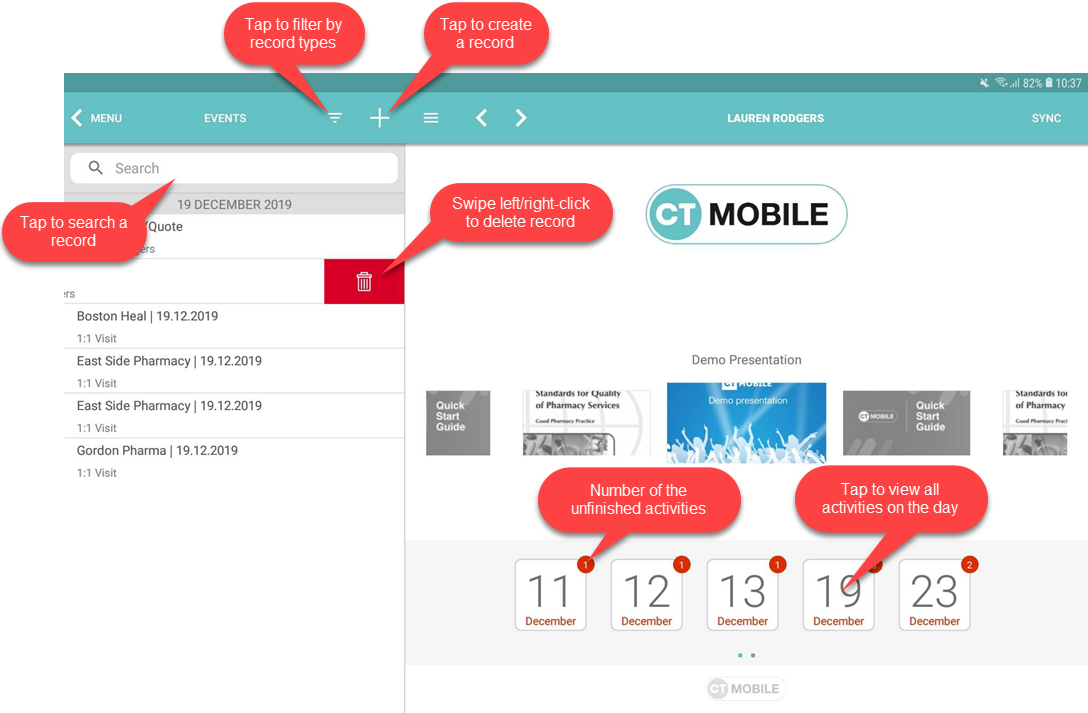 Tap to filter by
record types
Tap to create
a record
82% 10:37
MENU
EVENTS
LAUREN RODGERS
SYNC
Search
19 DECEMBER 2019
Tap to search a
record
/Quote
Swipe left/right-click
to delete record
CT MOBILE
Boston Heal | 19.12.2019
1:1 Visit
East Side Pharmacy | 19.12.2019
1:1 Visit
East Side Pharmacy | 19.12.2019
1:1 Visit
Gordon Pharma | 19.12.2019
1:1 Visit
Demo Presentation
Quick
Start
Guide
Standards for Quality
of Pharmacy Services
Good Pharmacy Practice
CT MOBILE
Demo presentation
CT MOBILE
Quick
Start
Guide
Standards for
of Pharmacy
Good Pharmacy Practice
Number of the
unfinished activities
Tap to view all
activities on the day
1
11
December
1
12
December
1
13
December
19
December
2
23
December
CT MOBILE